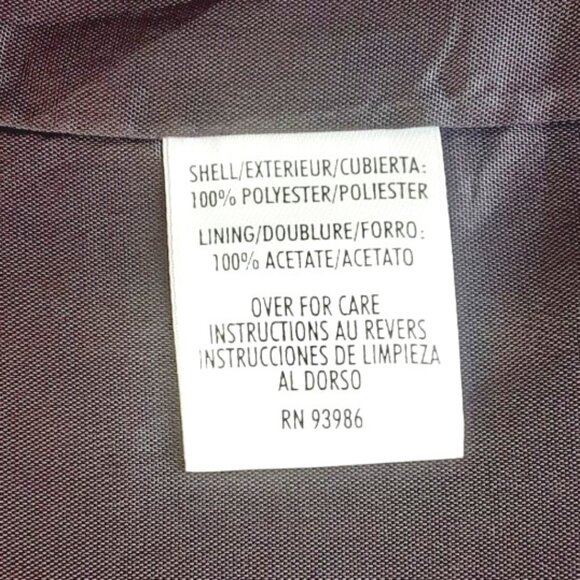 SHELL/EXTERIEUR/CUBIERTA:
100% POLYESTER/POLIESTER
LINING/DOUBLURE/FORRO:
100% ACETATE/ACETATO
OVER FOR CARE
INSTRUCTIONS AU REVERS
INSTRUCCIONES DE LIMPIEZA
AL DORSO
RN 93986